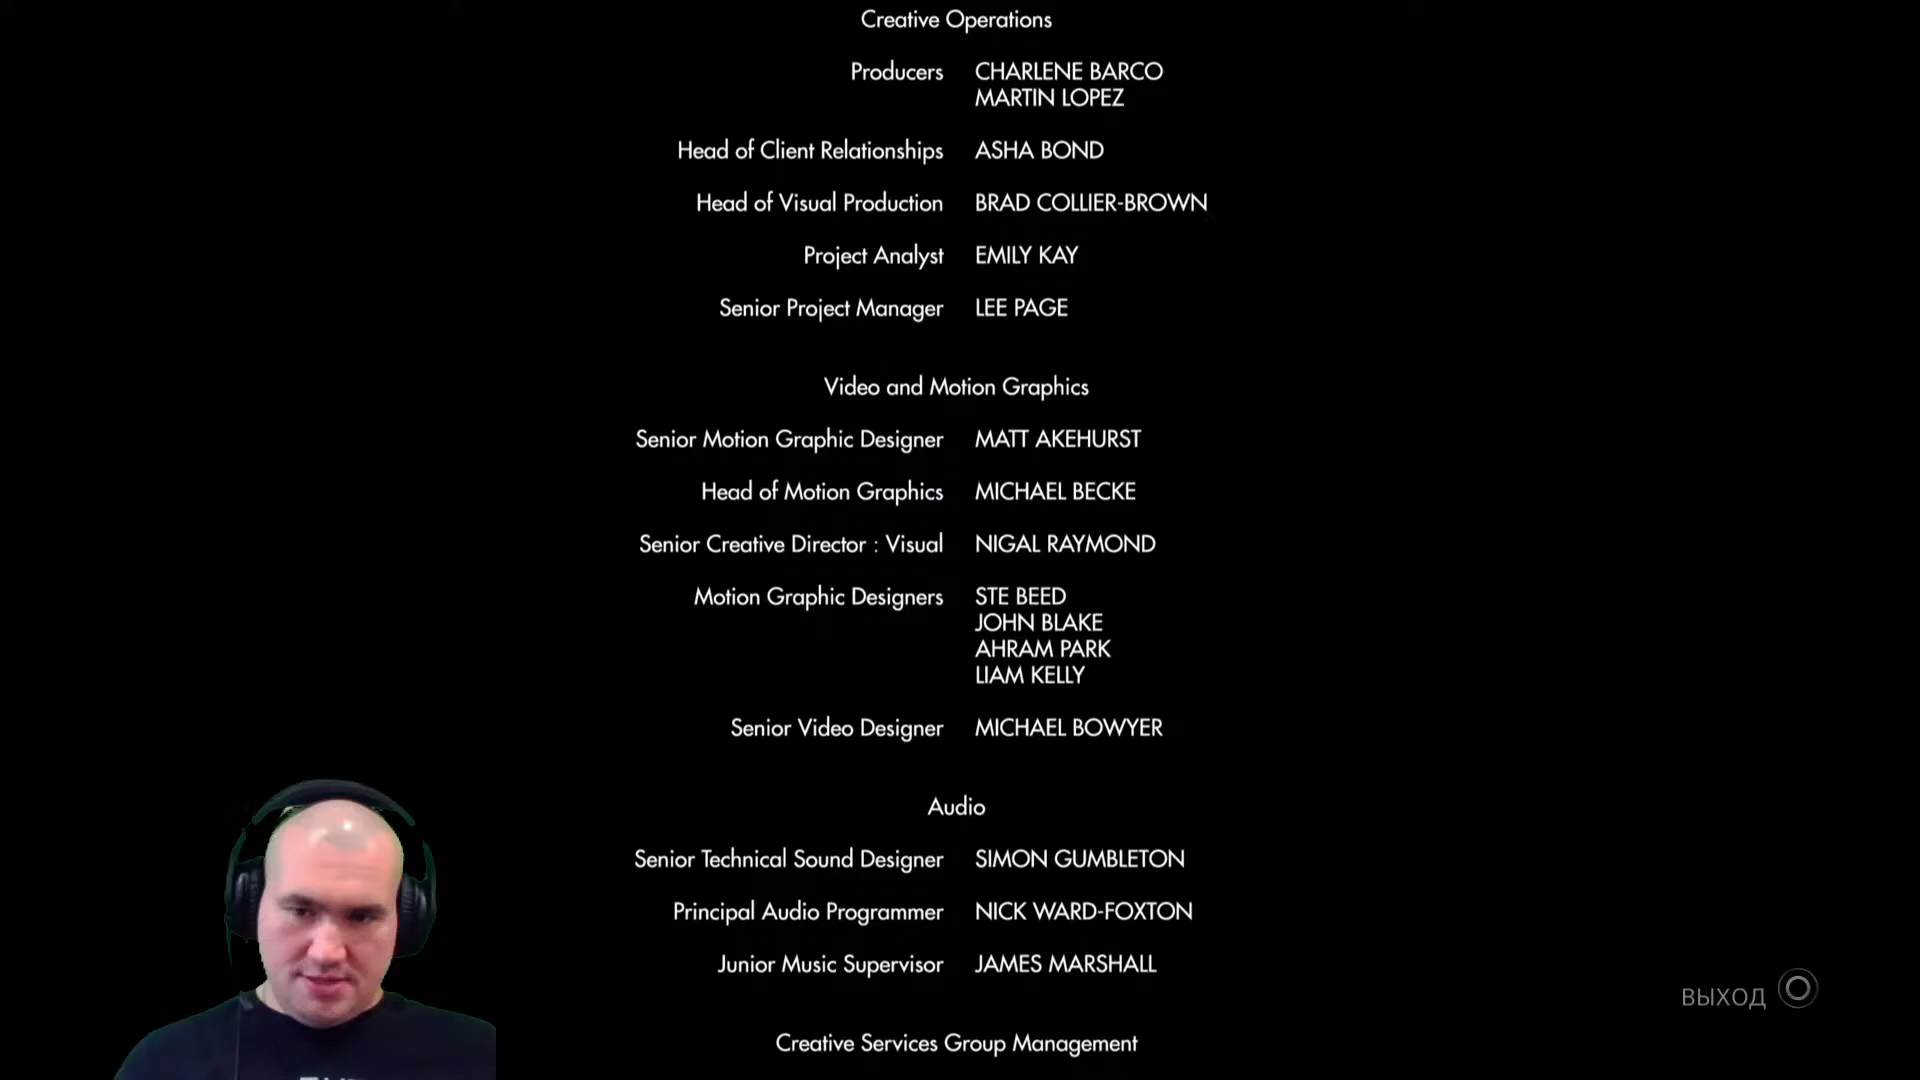 Creative Operations
Producers CHARLENE BARCO
MARTIN LOPEZ
Head of Client Relationships ASHA BOND
Head of Visual Production BRAD COLLIER-BROWN
Project Analyst EMILY KAY
Senior Project Manager LEE PAGE
Video and Motion Graphics
Senior Motion Graphic Designer MATT AKEHURST
Head of Motion Graphics MICHAEL BECKE
Senior Creative Director : Visual NIGAL RAYMOND
Motion Graphic Designers STE BEED
JOHN BLAKE
AHRAM PARK
LIAM KELLY
Senior Video Designer MICHAEL BOWYER
Audio
Senior Technical Sound Designer SIMON GUMBLETON
Principal Audio Programmer NICK WARD-FOXTON
Junior Music Supervisor JAMES MARSHALL
ВЫХОД
Creative Services Group Management